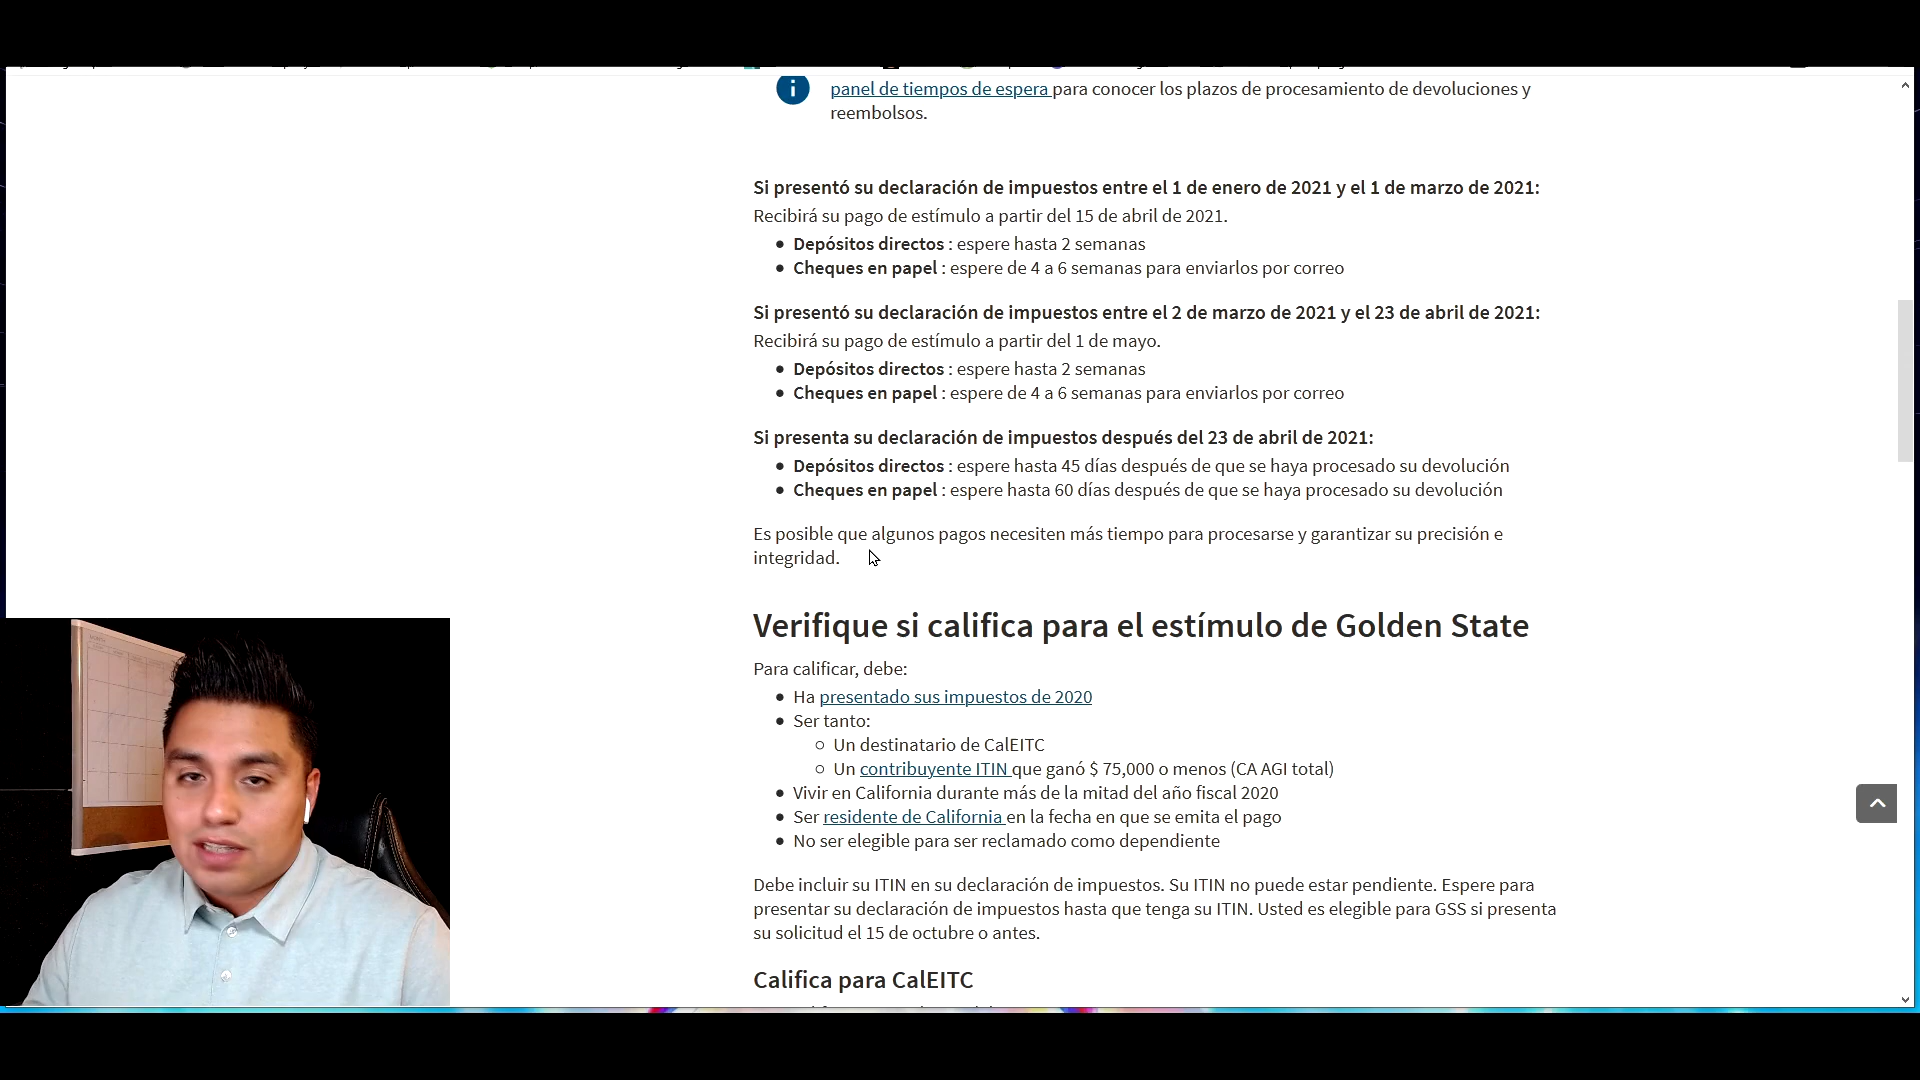 panel de tiempos de espera para conocer los plazos de procesamiento de devoluciones y
reembolsos.
Si presentó su declaración de impuestos entre el 1 de enero de 2021 y el 1 de marzo de 2021:
Recibirá su pago de estímulo a partir del 15 de abril de 2021.
Depósitos directos : espere hasta 2 semanas
Cheques en papel : espere de 4 a 6 semanas para enviarlos por correo
Si presentó su declaración de impuestos entre el 2 de marzo de 2021 y el 23 de abril de 2021:
Recibirá su pago de estímulo a partir del 1 de mayo.
Depósitos directos : espere hasta 2 semanas
Cheques en papel : espere de 4 a 6 semanas para enviarlos por correo
Si presenta su declaración de impuestos después del 23 de abril de 2021:
Depósitos directos : espere hasta 45 días después de que se haya procesado su devolución
Cheques en papel : espere hasta 60 días después de que se haya procesado su devolución
Es posible que algunos pagos necesiten más tiempo para procesarse y garantizar su precisión e
integridad.
Verifique si califica para el estímulo de Golden State
Para calificar, debe:
Ha presentado sus impuestos de 2020
Ser tanto:
Un destinatario de CalEITC
Un contribuyente ITIN que ganó $ 75,000 o menos (CA AGI total)
Vivir en California durante más de la mitad del año fiscal 2020
Ser residente de California en la fecha en que se emita el pago
No ser elegible para ser reclamado como dependiente
Debe incluir su ITIN en su declaración de impuestos. Su ITIN no puede estar pendiente. Espere para
presentar su declaración de impuestos hasta que tenga su ITIN. Usted es elegible para GSS si presenta
su solicitud el 15 de octubre o antes.
Califica para CalEITC